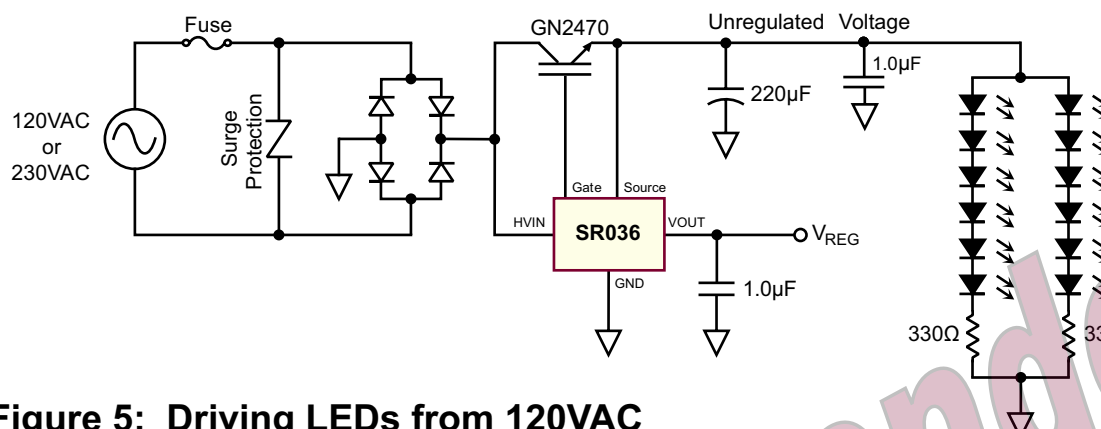 Fuse
GN2470
Unregulated Voltage
1.0µF
220µF
120VAC
or
230VAC
Surge
Protection
Gate
Source
HVIN
SR036
VOUT
VREG
GND
1.0µF
330Ω
Figure 5: Driving LEDs from 120VAC